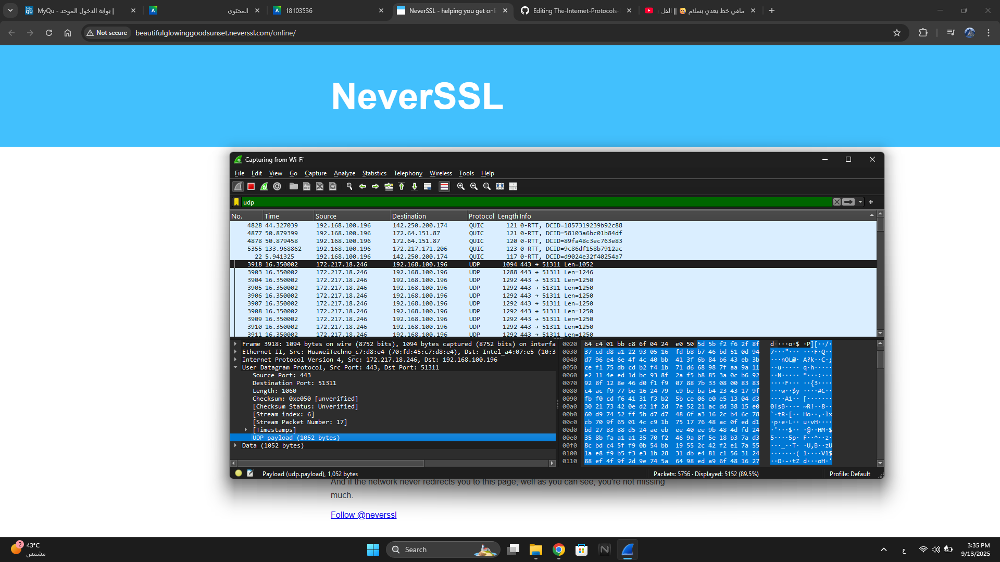 MyQu - بوابة الدخول الموحد |
المحتوى
18103536
NeverSSL - helping you get onl
Editing The-Internet-Protocols-
مافي خط يعدي بسلام 😗 || الفل
Not secure
beautifulglowinggoodsunset.neverssl.com/online/
NeverSSL
Capturing from Wi-Fi
File Edit View Go Capture Analyze Statistics Telephony Wireless Tools Help
udp
No. Time Source Destination Protocol Length Info
4828 44.327039 192.168.100.196 142.250.200.174 QUIC 121 0-RTT, DCID=1857319239b92c88
4877 50.879399 192.168.100.196 172.64.151.87 QUIC 121 0-RTT, DCID=58103a6bc01b84df
4878 50.879458 192.168.100.196 172.64.151.87 QUIC 120 0-RTT, DCID=89fa48c3ec763e83
5355 133.968862 192.168.100.196 172.217.171.206 QUIC 123 0-RTT, DCID=9c86df158b7912ac
22 5.941325 192.168.100.196 142.250.200.174 QUIC 117 0-RTT, DCID=d9024e32f40254a7
3918 16.350002 172.217.18.246 192.168.100.196 UDP 1094 443 → 51311 Len=1052
3903 16.350002 172.217.18.246 192.168.100.196 UDP 1288 443 → 51311 Len=1246
3904 16.350002 172.217.18.246 192.168.100.196 UDP 1292 443 → 51311 Len=1250
3905 16.350002 172.217.18.246 192.168.100.196 UDP 1292 443 → 51311 Len=1250
3906 16.350002 172.217.18.246 192.168.100.196 UDP 1292 443 → 51311 Len=1250
3907 16.350002 172.217.18.246 192.168.100.196 UDP 1292 443 → 51311 Len=1250
3908 16.350002 172.217.18.246 192.168.100.196 UDP 1292 443 → 51311 Len=1250
3909 16.350002 172.217.18.246 192.168.100.196 UDP 1292 443 → 51311 Len=1250
3910 16.350002 172.217.18.246 192.168.100.196 UDP 1292 443 → 51311 Len=1250
3911 16.350002 172.217.18.246 192.168.100.196 UDP 1292 443 → 51311 Len=1250
Frame 3918: 1094 bytes on wire (8752 bits), 1094 bytes captured (8752 bits) on interfa
Ethernet II, Src: HuaweiTechno_c7:d8:e4 (70:fd:45:c7:d8:e4), Dst: Intel_a4:07:e5 (10:3
Internet Protocol Version 4, Src: 172.217.18.246, Dst: 192.168.100.196
User Datagram Protocol, Src Port: 443, Dst Port: 51311
Source Port: 443
Destination Port: 51311
Length: 1060
Checksum: 0xe050 [unverified]
[Checksum Status: Unverified]
[Stream index: 6]
[Stream Packet Number: 17]
[Timestamps]
UDP payload (1052 bytes)
Data (1052 bytes)
0020 64 c4 01 bb c8 6f 04 24 e0 50 5d 5b f2 f6 2f 8f d····o·$ ·P][··/·
0030 37 cd d8 a1 22 93 05 16 fd b8 b7 46 bd 51 0d 94 7···"··· ···F·Q··
0040 d7 96 e4 6e 4f 4c 40 bb 41 3f 6b 84 b6 43 eb 3b ···nOL@· A?k··C·;
0050 ce f1 75 db cd b2 f4 1b 71 d6 68 98 7f aa 9a 11 ··u····· q·h·····
0060 e2 11 4e ed 1d bc 93 8f 2a f5 b8 85 3a 0c b6 92 ··N····· *···:···
0070 92 8f 12 8e 46 d0 f1 f9 07 88 7b 33 08 00 83 83 ····F··· ··{3····
0080 c4 ac f9 77 be 16 24 79 c9 be ba b4 23 43 17 9f ···w··$y ····#C··
0090 fb f0 cd f6 41 31 f3 b2 5b ce 06 e0 e5 13 04 d3 ····A1·· [·······
00a0 30 21 73 42 0e d2 1f 2d 7e 52 21 ac dd 38 15 e0 0!sB···- ~R!··8··
00b0 60 d9 74 52 ff 5b d7 d7 48 6f a3 16 2c b4 6c 78 `·tR·[·· Ho··,·lx
00c0 cb 70 9f 65 01 4c c9 1b 75 17 76 48 ac 0f ed d1 ·p·e·L·· u·vH····
00d0 bd 27 83 88 d5 24 ae eb ee 40 ee 9b 48 4d fd 24 ·'···$·· ·@··HM·$
00e0 35 8b fa a1 a1 35 70 f2 46 9a 8f 5e 18 b3 7a d3 5····5p· F··^··z·
00f0 8c bd c4 5f f9 0b 54 bb 19 55 2c 42 f2 e1 7a 55 ···_··T· ·U,B··zU
0100 1a e8 f9 b5 f3 e3 1b 28 31 db e4 81 c1 56 31 24 ·······( 1····V1$
0110 88 ef 4f 9f 2d 9e 74 5a 64 98 ed a9 6f 48 16 27 ··O·-·tZ d···oH·'
Payload (udp.payload), 1,052 bytes
Packets: 5756 · Displayed: 5152 (89.5%)
Profile: Default
And if the network never redirects you to this page, well as you can see, you're not missing
much.
Follow @neverssl
2
43°C
مشمس
Search
ع
3:35 PM
9/13/2025